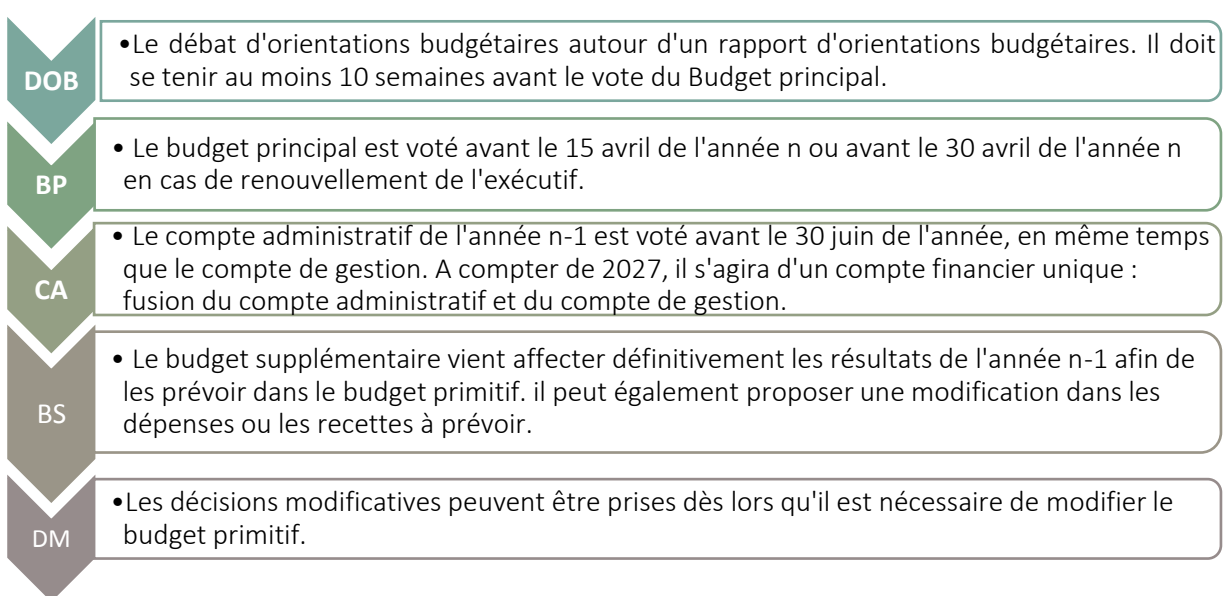 DOB
•Le débat d'orientations budgétaires autour d'un rapport d'orientations budgétaires. Il doit
se tenir au moins 10 semaines avant le vote du Budget principal.
BP
• Le budget principal est voté avant le 15 avril de l'année n ou avant le 30 avril de l'année n
en cas de renouvellement de l'exécutif.
CA
• Le compte administratif de l'année n-1 est voté avant le 30 juin de l'année, en même temps
que le compte de gestion. A compter de 2027, il s'agira d'un compte financier unique :
fusion du compte administratif et du compte de gestion.
BS
• Le budget supplémentaire vient affecter définitivement les résultats de l'année n-1 afin de
les prévoir dans le budget primitif. il peut également proposer une modification dans les
dépenses ou les recettes à prévoir.
DM
•Les décisions modificatives peuvent être prises dès lors qu'il est nécessaire de modifier le
budget primitif.